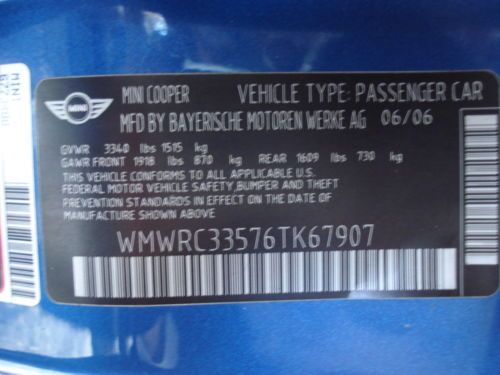 MINI
MINI COOPER VEHICLE TYPE: PASSENGER CAR
MFD BY BAYERISCHE MOTOREN WERKE AG 06/06
GVWR 3340 lbs 1515 kg
GAWR FRONT 1918 lbs 870 kg REAR 1609 lbs 730 kg
THIS VEHICLE CONFORMS TO ALL APPLICABLE U.S.
FEDERAL MOTOR VEHICLE SAFETY,BUMPER AND THEFT
PREVENTION STANDARDS IN EFFECT ON THE DATE OF
MANUFACTURE SHOWN ABOVE.
WMWRC33576TK67907
MINI